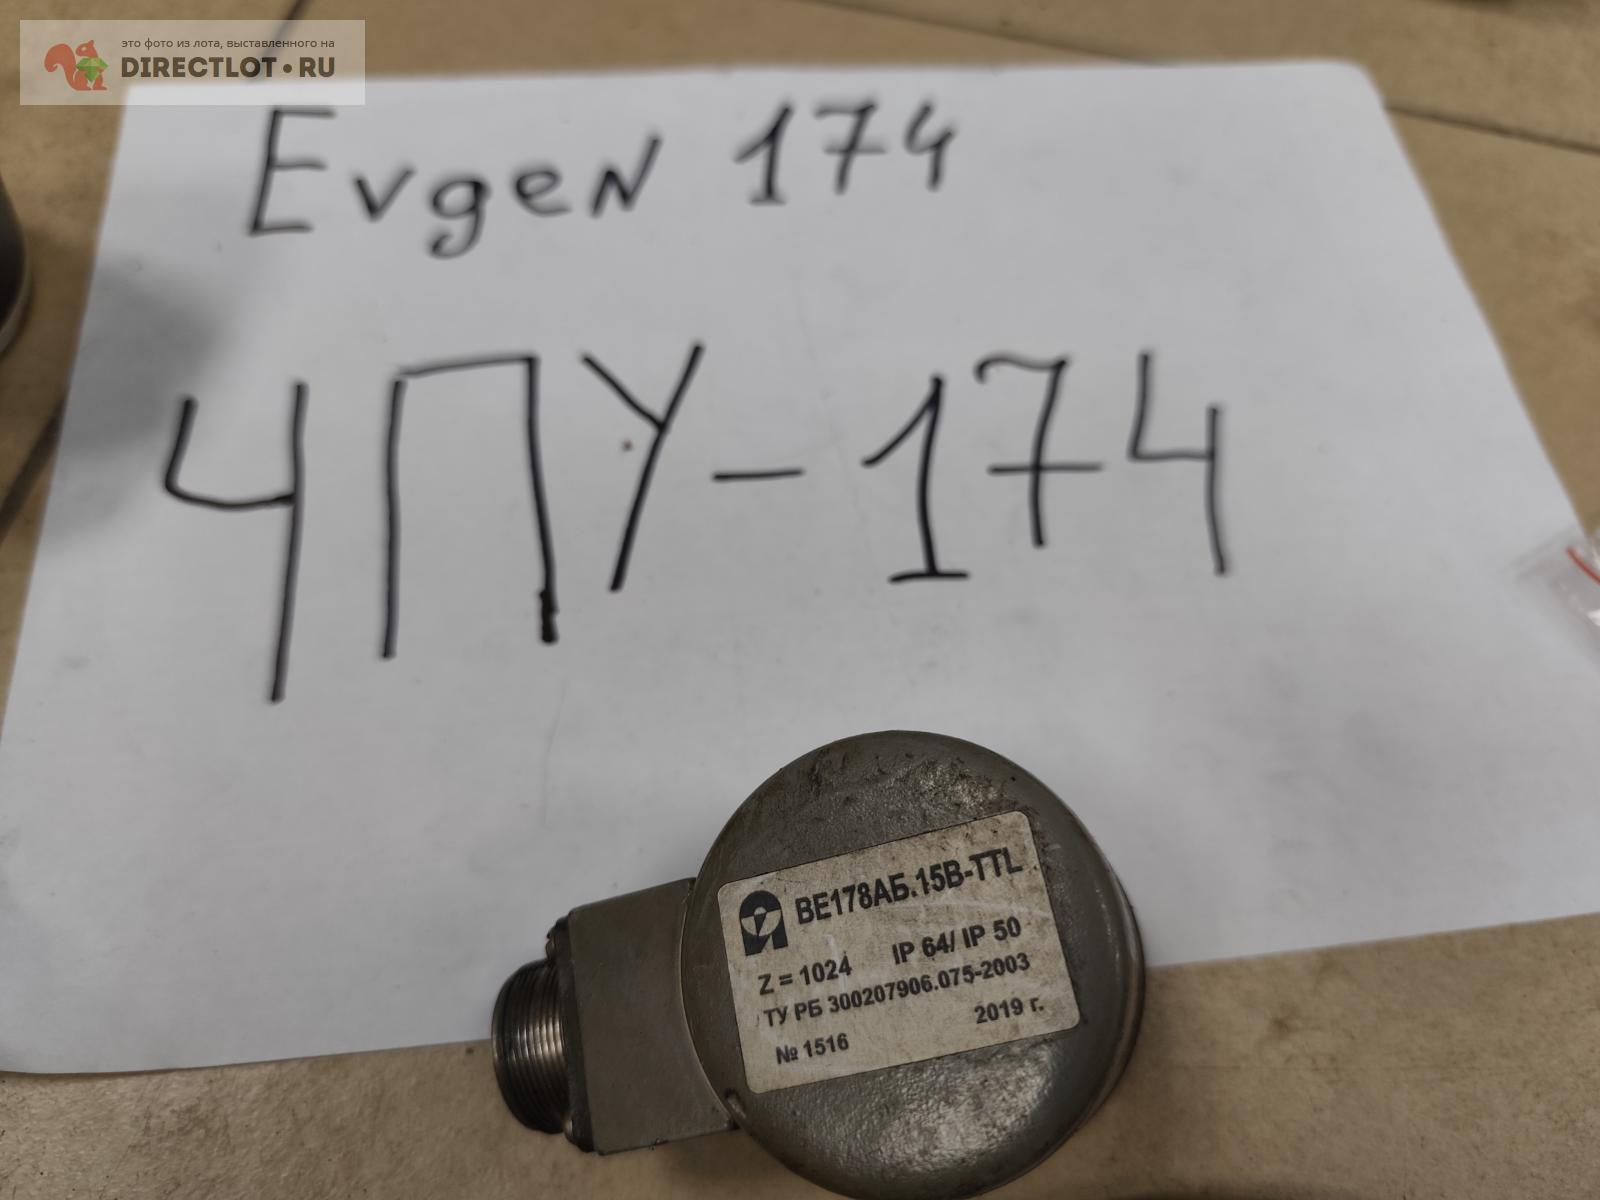 это фото из лота, выставленного на
DIRECTLOT.RU
Evgen 174
ЧПУ-174
ВЕ178АБ.15В-TTL
Z = 1024 IP 64/ IP 50
ТУ РБ 300207906.075-2003
2019 г.
№ 1516